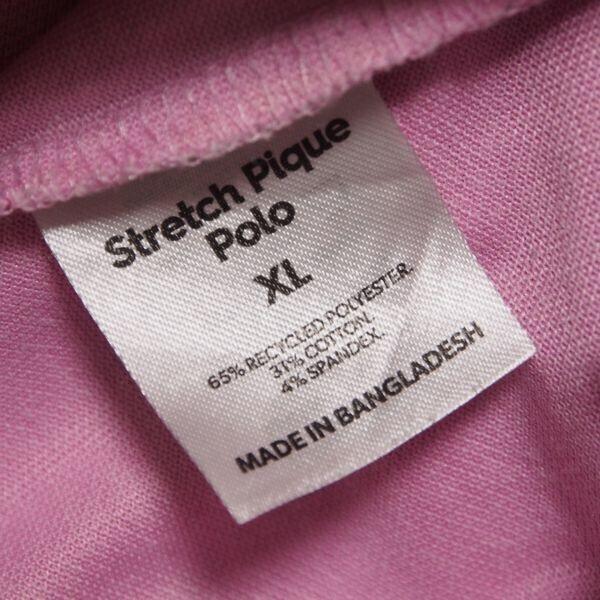 Stretch Pique
Polo
XL
65% RECYCLED POLYESTER.
31% COTTON.
4% SPANDEX.
MADE IN BANGLADESH